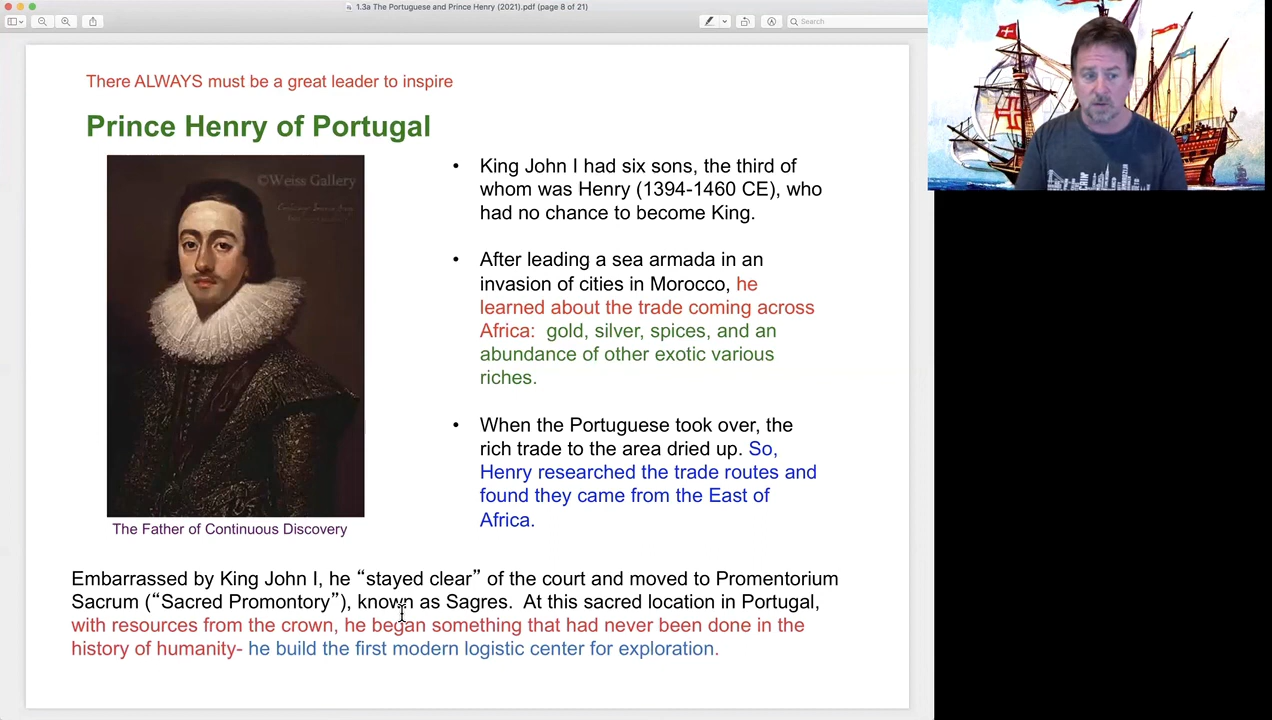 1.3a The Portuguese and Prince Henry (2021).pdf (page 8 of 21)
Search
There ALWAYS must be a great leader to inspire
Prince Henry of Portugal
©Weiss Gallery
• King John I had six sons, the third of
whom was Henry (1394-1460 CE), who
had no chance to become King.
• After leading a sea armada in an
invasion of cities in Morocco, he
learned about the trade coming across
Africa: gold, silver, spices, and an
abundance of other exotic various
riches.
• When the Portuguese took over, the
rich trade to the area dried up. So,
Henry researched the trade routes and
found they came from the East of
Africa.
The Father of Continuous Discovery
Embarrassed by King John I, he “stayed clear” of the court and moved to Promentorium
Sacrum (“Sacred Promontory”), known as Sagres. At this sacred location in Portugal,
with resources from the crown, he began something that had never been done in the
history of humanity- he build the first modern logistic center for exploration.